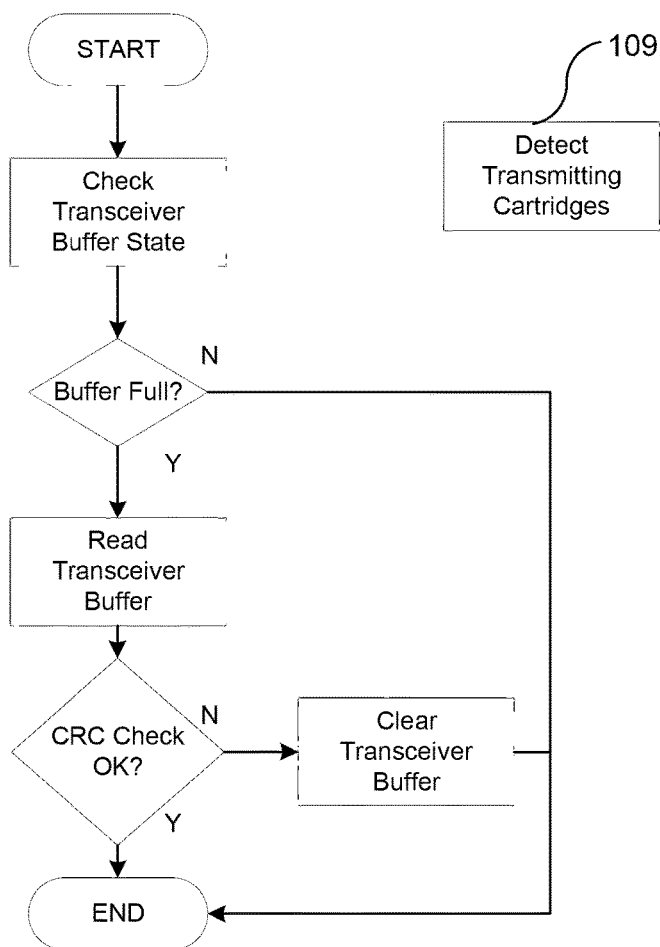 START
109
Detect
Transmitting
Cartridges
Check
Transceiver
Buffer State
N
Buffer Full?
Y
Read
Transceiver
Buffer
N
CRC Check
OK?
Clear
Transceiver
Buffer
Y
END